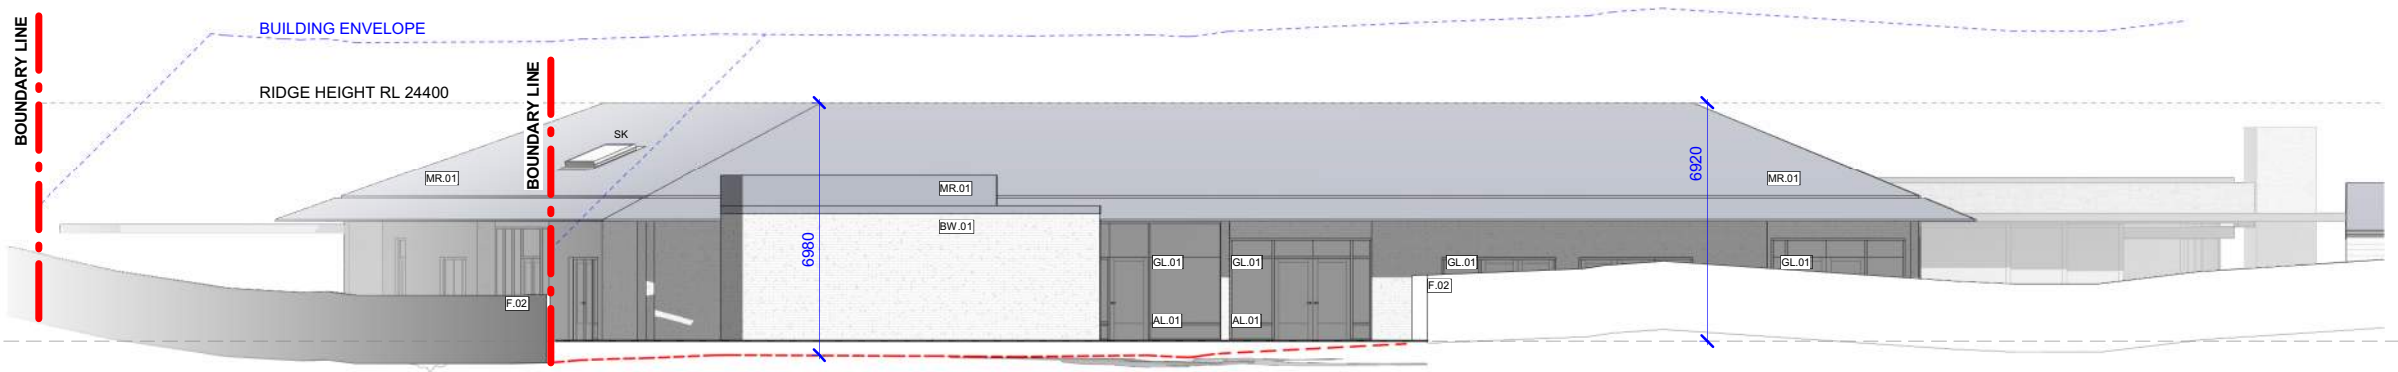 BOUNDARY LINE
BUILDING ENVELOPE
RIDGE HEIGHT RL 24400
BOUNDARY LINE
SK
MR.01
MR.01
MR.01
6920
BW.01
6980
GL.01
GL.01
GL.01
GL.01
F.02
F.02
AL.01
AL.01